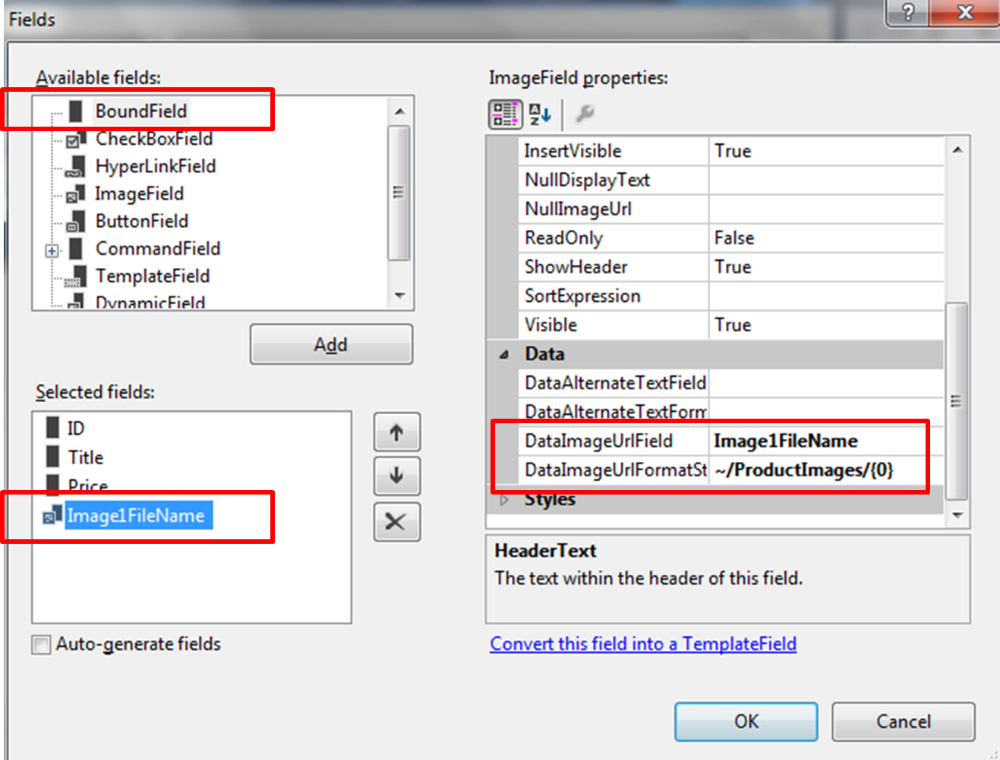 Fields
?
Available fields:
BoundField
CheckBoxField
HyperLinkField
ImageField
ButtonField
CommandField
TemplateField
DynamicField
Add
Selected fields:
ID
Title
Price
Image1FileName
Auto-generate fields
ImageField properties:
InsertVisible True
NullDisplayText
NullImageUrl
ReadOnly False
ShowHeader True
SortExpression
Visible True
Data
DataAlternateTextField
DataAlternateTextForm
DataImageUrlField Image1FileName
DataImageUrlFormatSt ~/ProductImages/{0}
Styles
HeaderText
The text within the header of this field.
Convert this field into a TemplateField
OK
Cancel